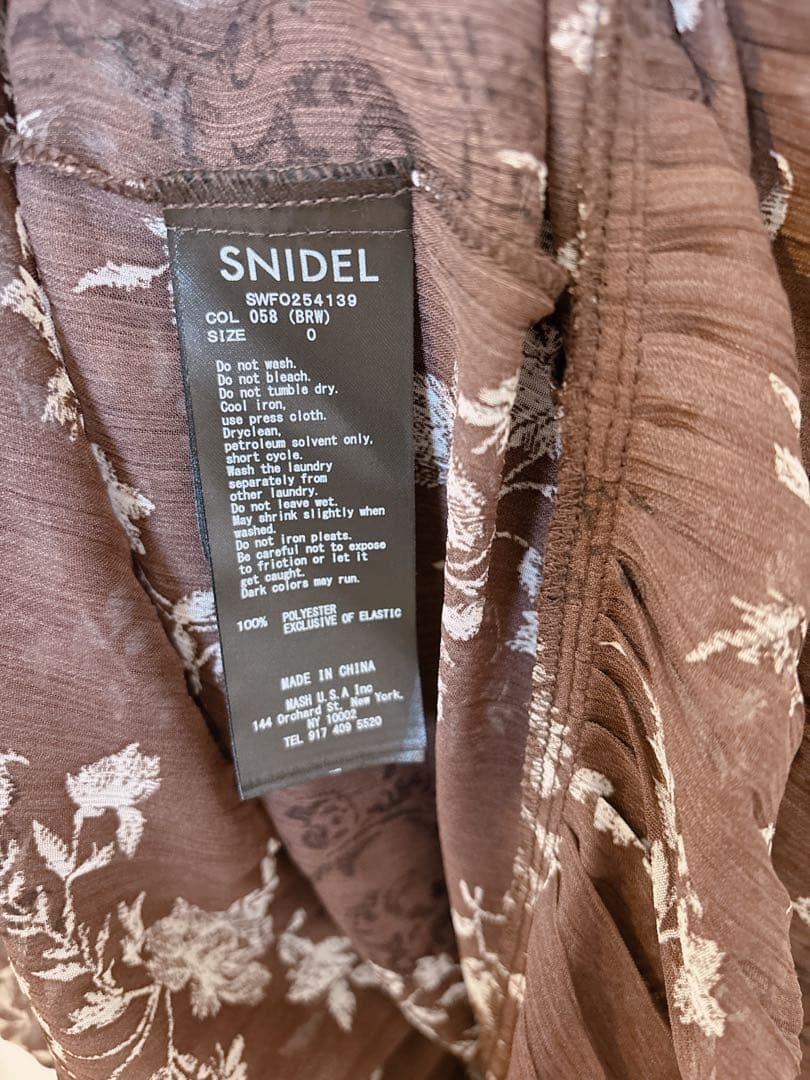 SNIDEL
SWFO254139
COL 058 (BRW)
SIZE 0
Do not wash.
Do not bleach.
Do not tumble dry.
Cool iron,
use press cloth.
Dryclean,
petroleum solvent only,
short cycle.
Wash the laundry
separately from
other laundry.
Do not leave wet.
May shrink slightly when
washed.
Do not iron pleats.
Be careful not to expose
to friction or let it
get caught.
Dark colors may run.
100% POLYESTER
EXCLUSIVE OF ELASTIC
MADE IN CHINA
MASH U.S.A Inc
144 Orchard St, New York,
NY 10002
TEL 917 409 5520